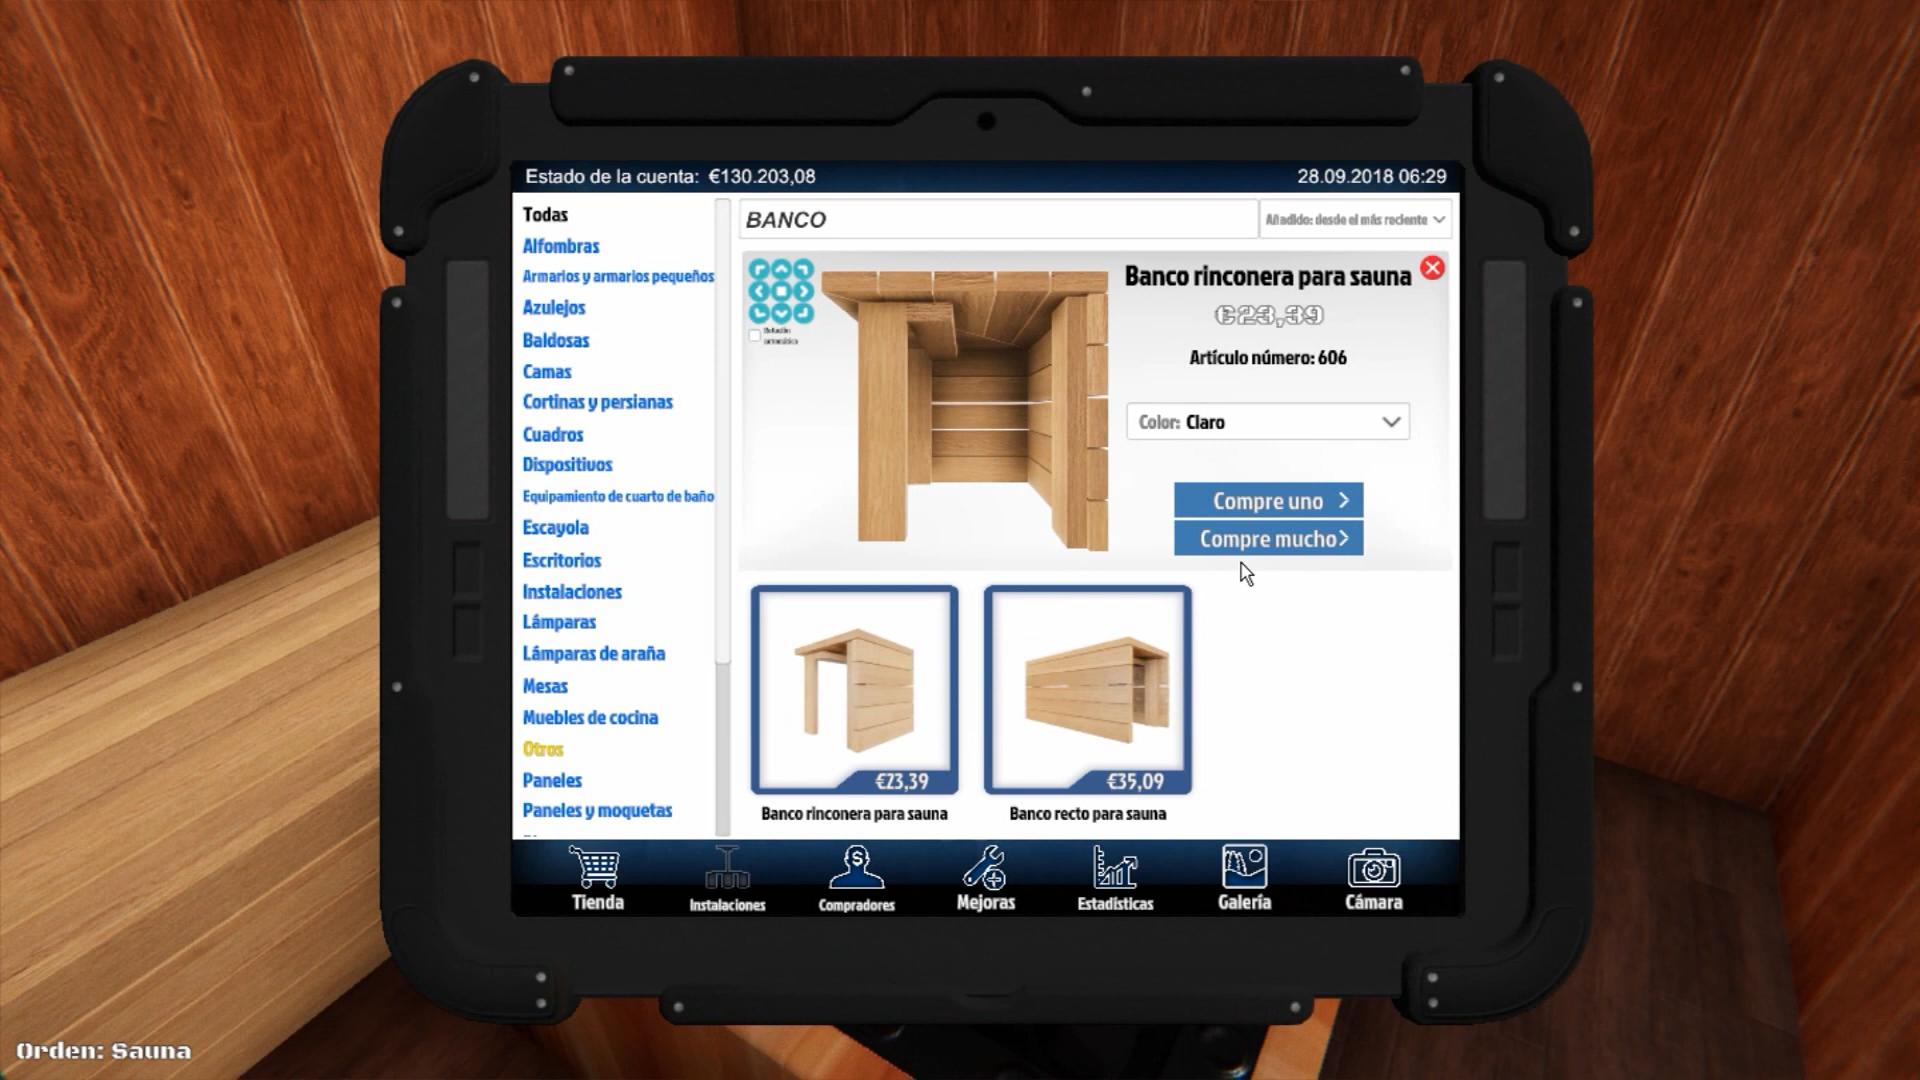 Estado de la cuenta: €130.203,08
28.09.2018 06:29
Todas
Alfombras
Armarios y armarios pequeños
Azulejos
Baldosas
Camas
Cortinas y persianas
Cuadros
Dispositivos
Equipamiento de cuarto de baño
Escayola
Escritorios
Instalaciones
Lámparas
Lámparas de araña
Mesas
Muebles de cocina
Otros
Paneles
Paneles y moquetas
BANCO
Añadido: desde el más reciente
Rotación
automática
Banco rinconera para sauna
€23,39
Artículo número: 606
Color: Claro
Compre uno
Compre mucho
€23,39
Banco rinconera para sauna
€35,09
Banco recto para sauna
Tienda
Instalaciones
Compradores
Mejoras
Estadísticas
Galería
Cámara
Orden: Sauna